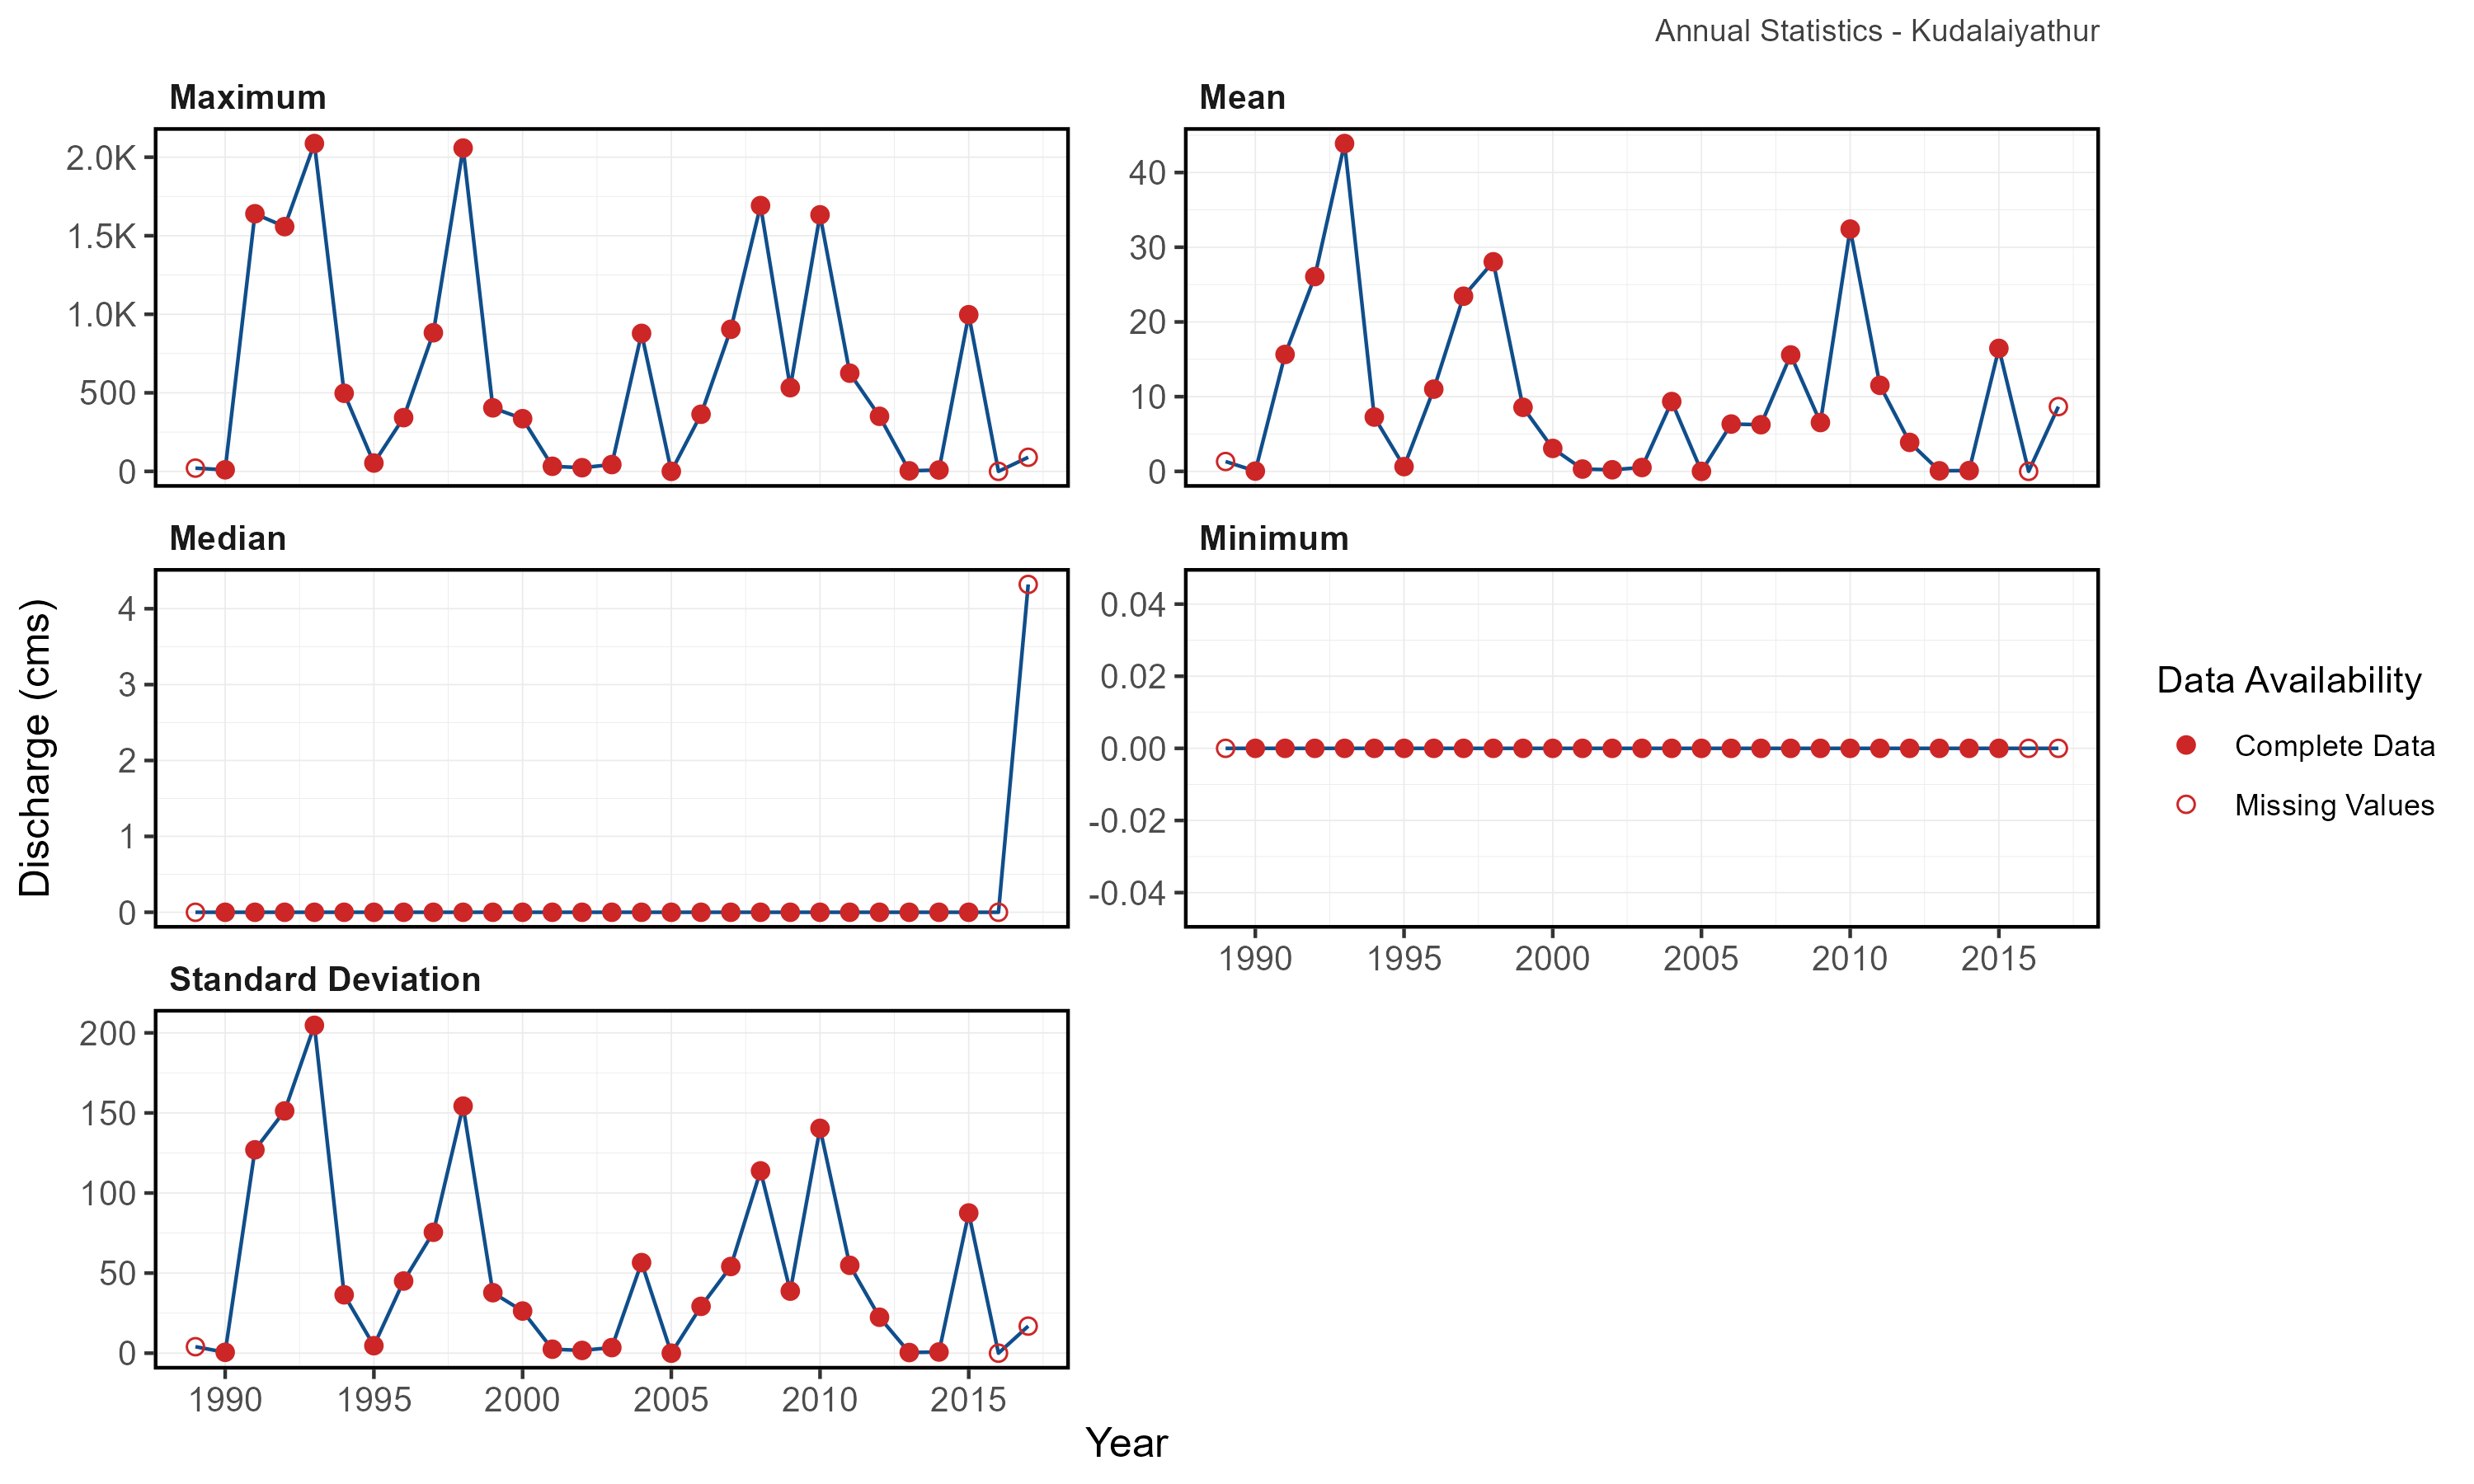 Annual Statistics - Kudalaiyathur
Maximum
2.0K
1.5K
1.0K
500
0
Mean
40
30
20
10
0
Discharge (cms)
Median
4
3
2
1
0
Minimum
0.04
0.02
0.00
-0.02
-0.04
1990 1995 2000 2005 2010 2015
Data Availability
Complete Data
Missing Values
Standard Deviation
200
150
100
50
0
1990 1995 2000 2005 2010 2015
Year